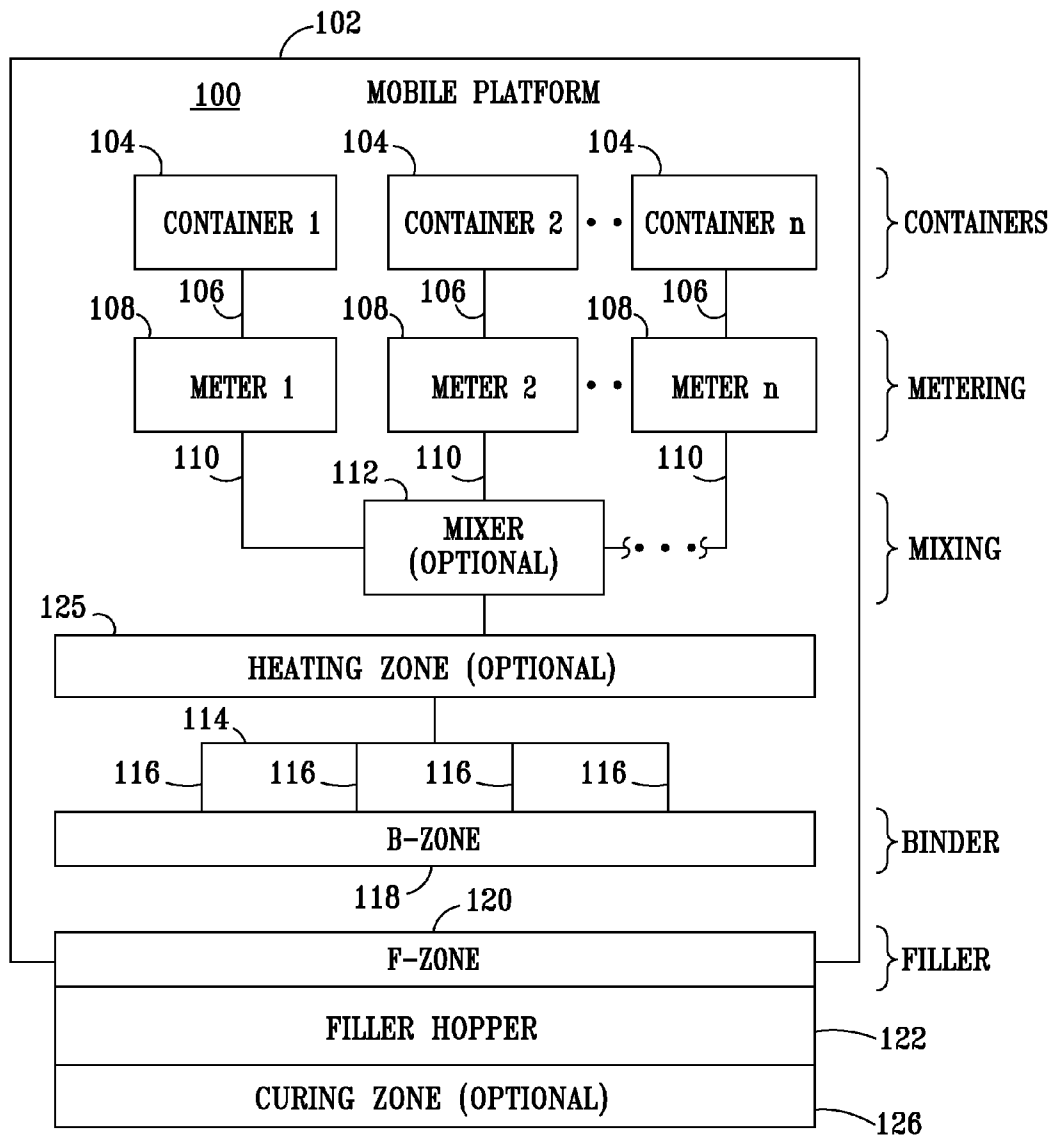 102
100 MOBILE PLATFORM
104 104 104
CONTAINER 1 CONTAINER 2 CONTAINER n CONTAINERS
106 106 106
108 108 108
METER 1 METER 2 METER n METERING
110 110 110
112
MIXER
(OPTIONAL)
MIXING
125
HEATING ZONE (OPTIONAL)
114
116 116 116 116
B-ZONE BINDER
118
120
F-ZONE FILLER
FILLER HOPPER
122
CURING ZONE (OPTIONAL)
126